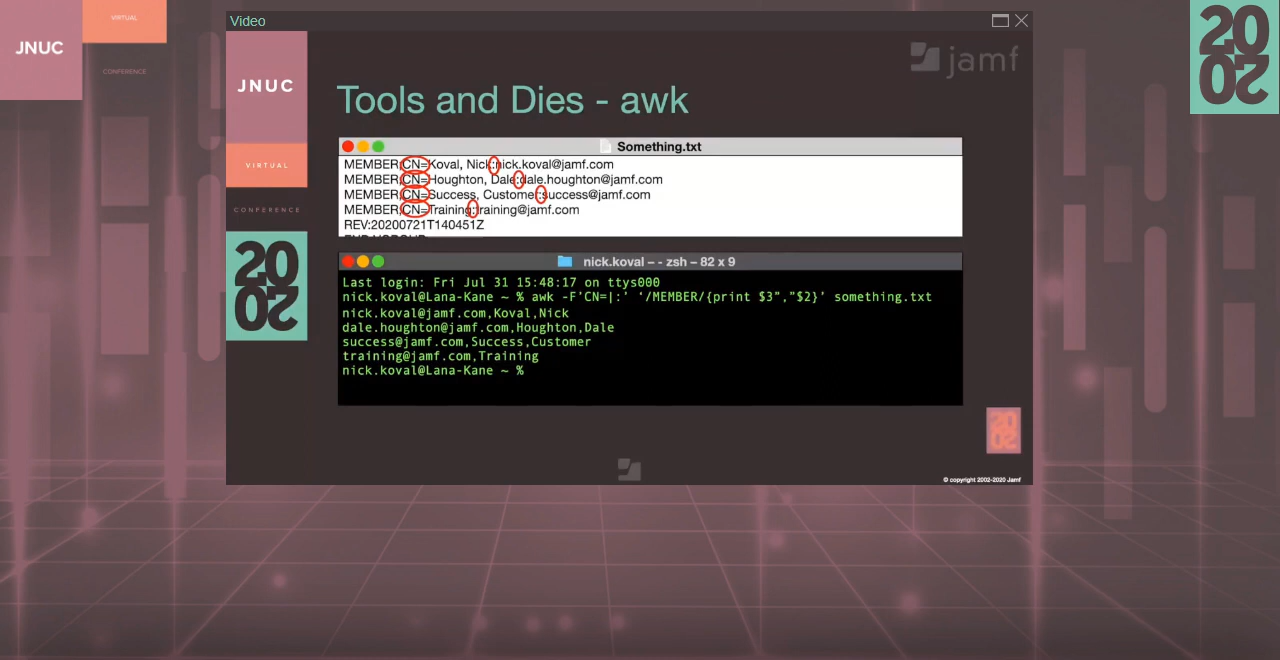 JNUC
VIRTUAL
CONFERENCE
2020
Video
JNUC
VIRTUAL
CONFERENCE
2020
jamf
Tools and Dies - awk
Something.txt
MEMBER;CN=Koval, Nick:nick.koval@jamf.com
MEMBER;CN=Houghton, Dale:dale.houghton@jamf.com
MEMBER;CN=Success, Customer:success@jamf.com
MEMBER;CN=Training:training@jamf.com
REV:20200721T140451Z
nick.koval – - zsh – 82 x 9
Last login: Fri Jul 31 15:48:17 on ttys000
nick.koval@Lana-Kane ~ % awk -F'CN=|:' ‘/MEMBER/{print $3”,"$2}’ something.txt
nick.koval@jamf.com,Koval,Nick
dale.houghton@jamf.com,Houghton,Dale
success@jamf.com,Success,Customer
training@jamf.com,Training
nick.koval@Lana-Kane ~ %
2020
© copyright 2002-2020 Jamf